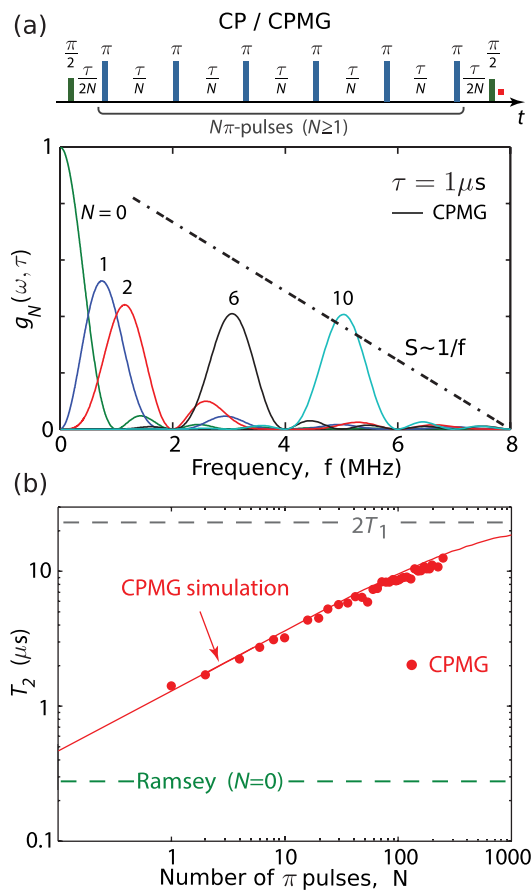 (a)
CP / CPMG
π/2 τ/2N π τ/N π τ/N π τ/N π τ/N π τ/N π τ/2N π/2
t
Nπ-pulses (N≥1)
1
τ = 1μs
CPMG
N = 0
1
2
6
10
S~1/f
g_N(ω, τ)
0
0 2 4 6 8
Frequency, f (MHz)
(b)
2T₁
10
CPMG simulation
CPMG
T₂ (μs)
1
Ramsey (N=0)
0.1
1 10 100 1000
Number of π pulses, N